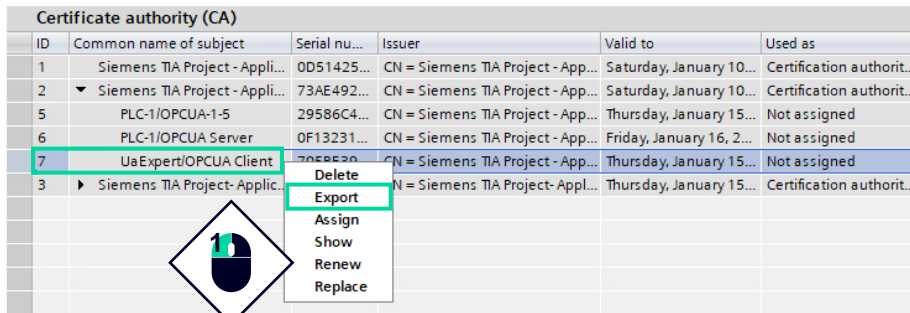 Certificate authority (CA)
ID Common name of subject Serial nu... Issuer Valid to Used as
1 Siemens TIA Project - Appli... 0D51425... CN = Siemens TIA Project - App... Saturday, January 10... Certification authorit..
2 Siemens TIA Project - Appli... 73AE492... CN = Siemens TIA Project - App... Saturday, January 10... Certification authorit..
5 PLC-1/OPCUA-1-5 29586C4... CN = Siemens TIA Project - App... Thursday, January 15... Not assigned
6 PLC-1/OPCUA Server 0F13231... CN = Siemens TIA Project - App... Friday, January 16, 2... Not assigned
7 UaExpert/OPCUA Client CN = Siemens TIA Project - App... Thursday, January 15... Not assigned
Delete
3 Siemens TIA Project- Applic... N = Siemens TIA Project- Appl... Thursday, January 15... Certification authorit..
Export
Assign
1
Show
Renew
Replace